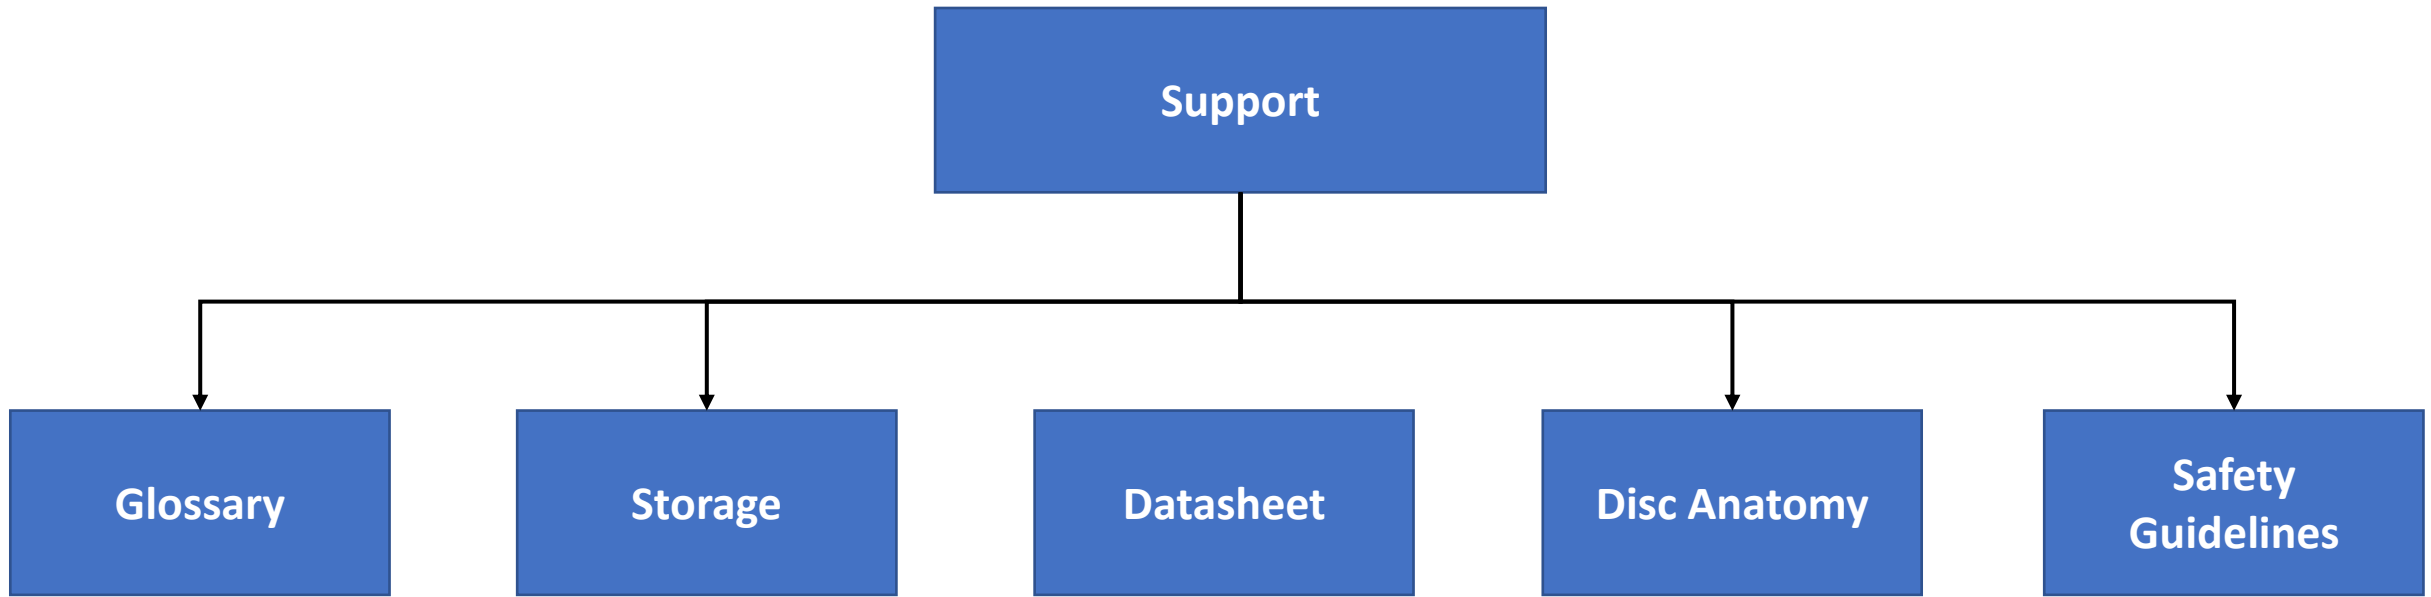 Support
Glossary
Storage
Datasheet
Disc Anatomy
Safety
Guidelines